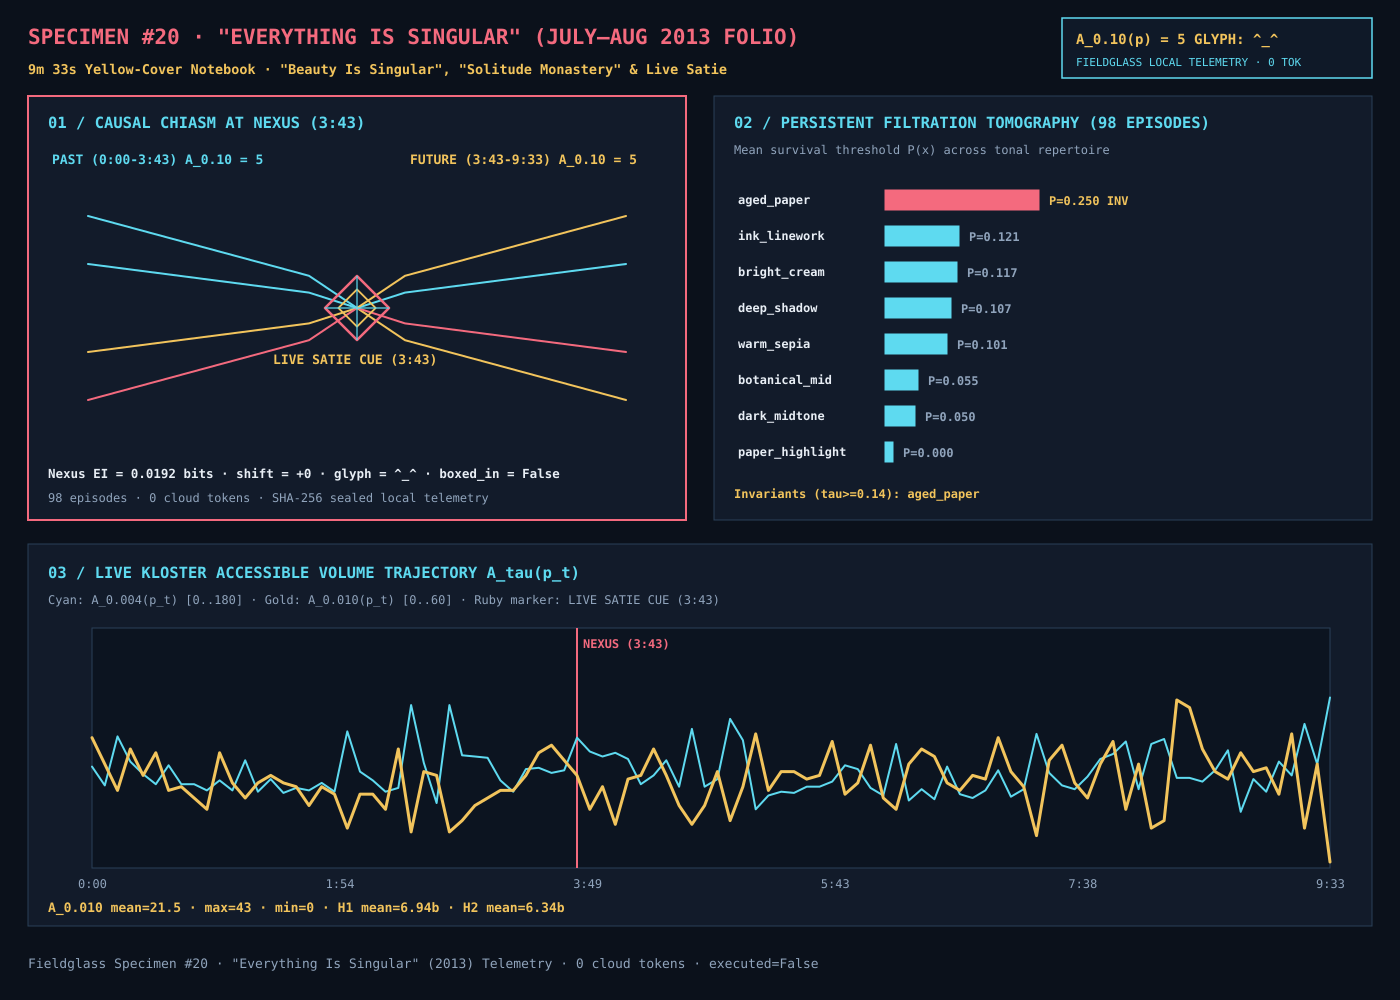 SPECIMEN #20 · "EVERYTHING IS SINGULAR" (JULY—AUG 2013 FOLIO)
9m 33s Yellow-Cover Notebook · "Beauty Is Singular", "Solitude Monastery" & Live Satie
A_0.10(p) = 5 GLYPH: ^_^
FIELDGLASS LOCAL TELEMETRY · 0 TOK
01 / CAUSAL CHIASM AT NEXUS (3:43)
PAST (0:00-3:43) A_0.10 = 5
FUTURE (3:43-9:33) A_0.10 = 5
LIVE SATIE CUE (3:43)
Nexus EI = 0.0192 bits · shift = +0 · glyph = ^_^ · boxed_in = False
98 episodes · 0 cloud tokens · SHA-256 sealed local telemetry
02 / PERSISTENT FILTRATION TOMOGRAPHY (98 EPISODES)
Mean survival threshold P(x) across tonal repertoire
aged_paper P=0.250 INV
ink_linework P=0.121
bright_cream P=0.117
deep_shadow P=0.107
warm_sepia P=0.101
botanical_mid P=0.055
dark_midtone P=0.050
paper_highlight P=0.000
Invariants (tau>=0.14): aged_paper
03 / LIVE KLOSTER ACCESSIBLE VOLUME TRAJECTORY A_tau(p_t)
Cyan: A_0.004(p_t) [0..180] · Gold: A_0.010(p_t) [0..60] · Ruby marker: LIVE SATIE CUE (3:43)
NEXUS (3:43)
0:00 1:54 3:49 5:43 7:38 9:33
A_0.010 mean=21.5 · max=43 · min=0 · H1 mean=6.94b · H2 mean=6.34b
Fieldglass Specimen #20 · "Everything Is Singular" (2013) Telemetry · 0 cloud tokens · executed=False